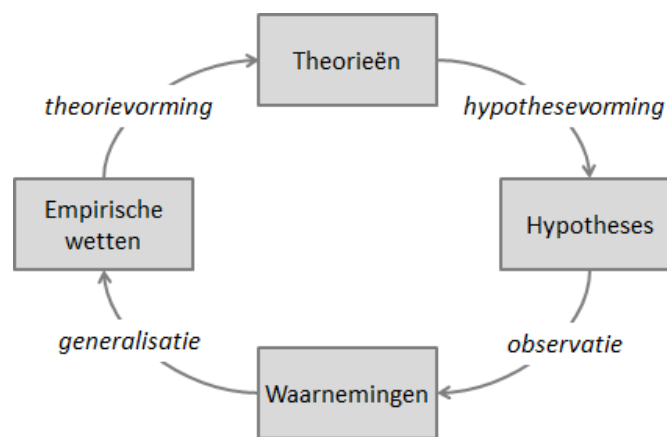 Theorieën
theorievorming
hypothesevorming
Empirische
wetten
Hypotheses
generalisatie
observatie
Waarnemingen